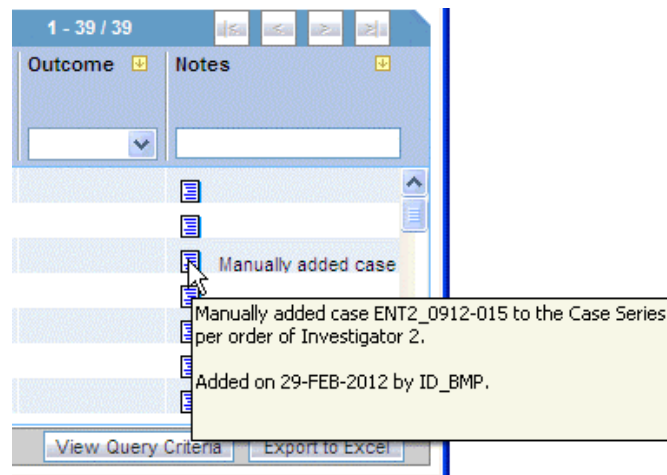 1 - 39 / 39
Outcome Notes
Manually added case
Manually added case ENT2_0912-015 to the Case Series
per order of Investigator 2.
Added on 29-FEB-2012 by ID_BMP.
View Query Criteria Export to Excel